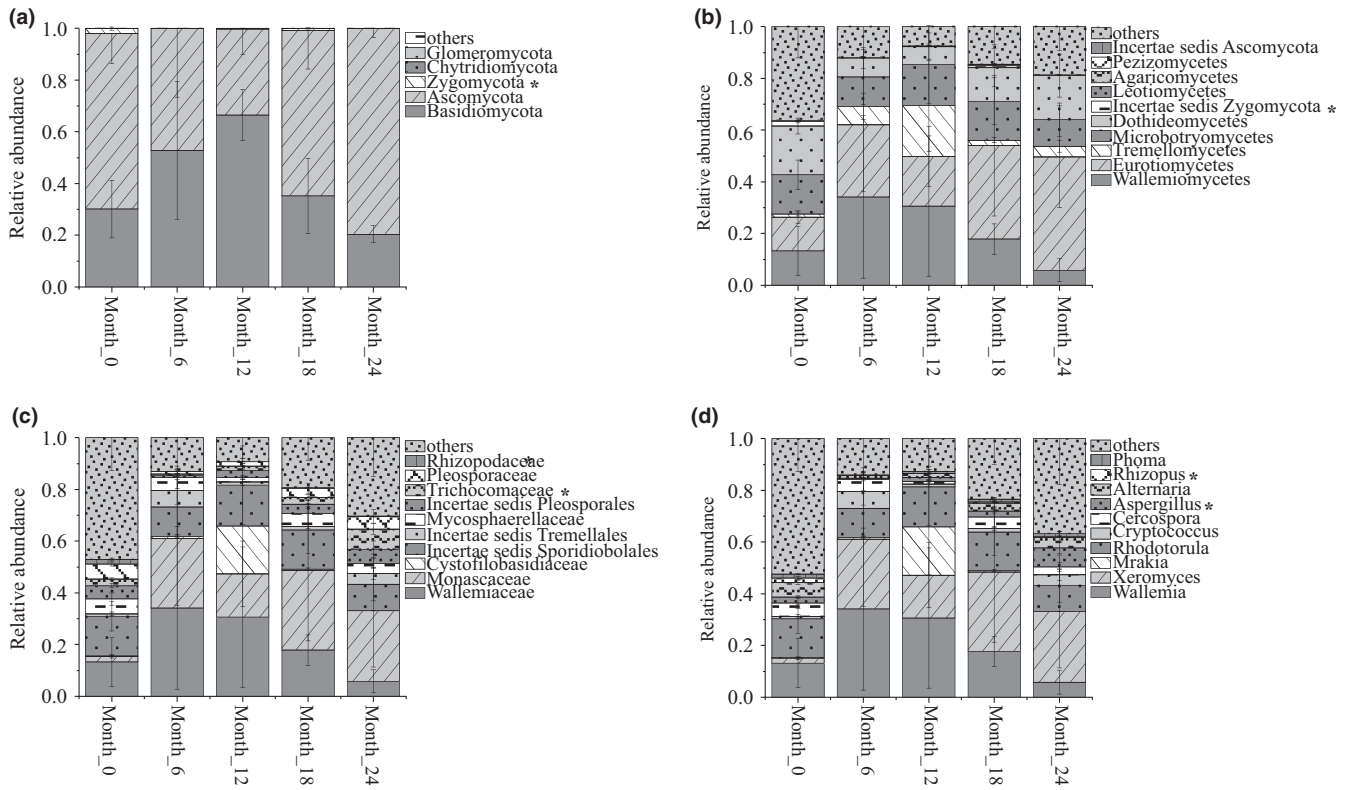 (a)
Relative abundance
1.0
0.8
0.6
0.4
0.2
0.0
Month_0
Month_6
Month_12
Month_18
Month_24
others
Glomeromycota
Chytridiomycota
Zygomycota *
Ascomycota
Basidiomycota
(b)
Relative abundance
1.0
0.8
0.6
0.4
0.2
0.0
Month_0
Month_6
Month_12
Month_18
Month_24
others
Incertae sedis Ascomycota
Pezizomycetes
Agaricomycetes
Leotiomycetes
Incertae sedis Zygomycota *
Dothideomycetes
Microbotryomycetes
Tremellomycetes
Eurotiomycetes
Wallemiomycetes
(c)
Relative abundance
1.0
0.8
0.6
0.4
0.2
0.0
Month_0
Month_6
Month_12
Month_18
Month_24
others
Rhizopodaceae *
Pleosporaceae
Trichocomaceae *
Incertae sedis Pleosporales
Mycosphaerellaceae
Incertae sedis Tremellales
Incertae sedis Sporidiobolales
Cystofilobasidiaceae
Monascaceae
Wallemiaceae
(d)
Relative abundance
1.0
0.8
0.6
0.4
0.2
0.0
Month_0
Month_6
Month_12
Month_18
Month_24
others
Phoma
Rhizopus *
Alternaria
Aspergillus *
Cercospora
Cryptococcus
Rhodotorula
Mrakia
Xeromyces
Wallemia